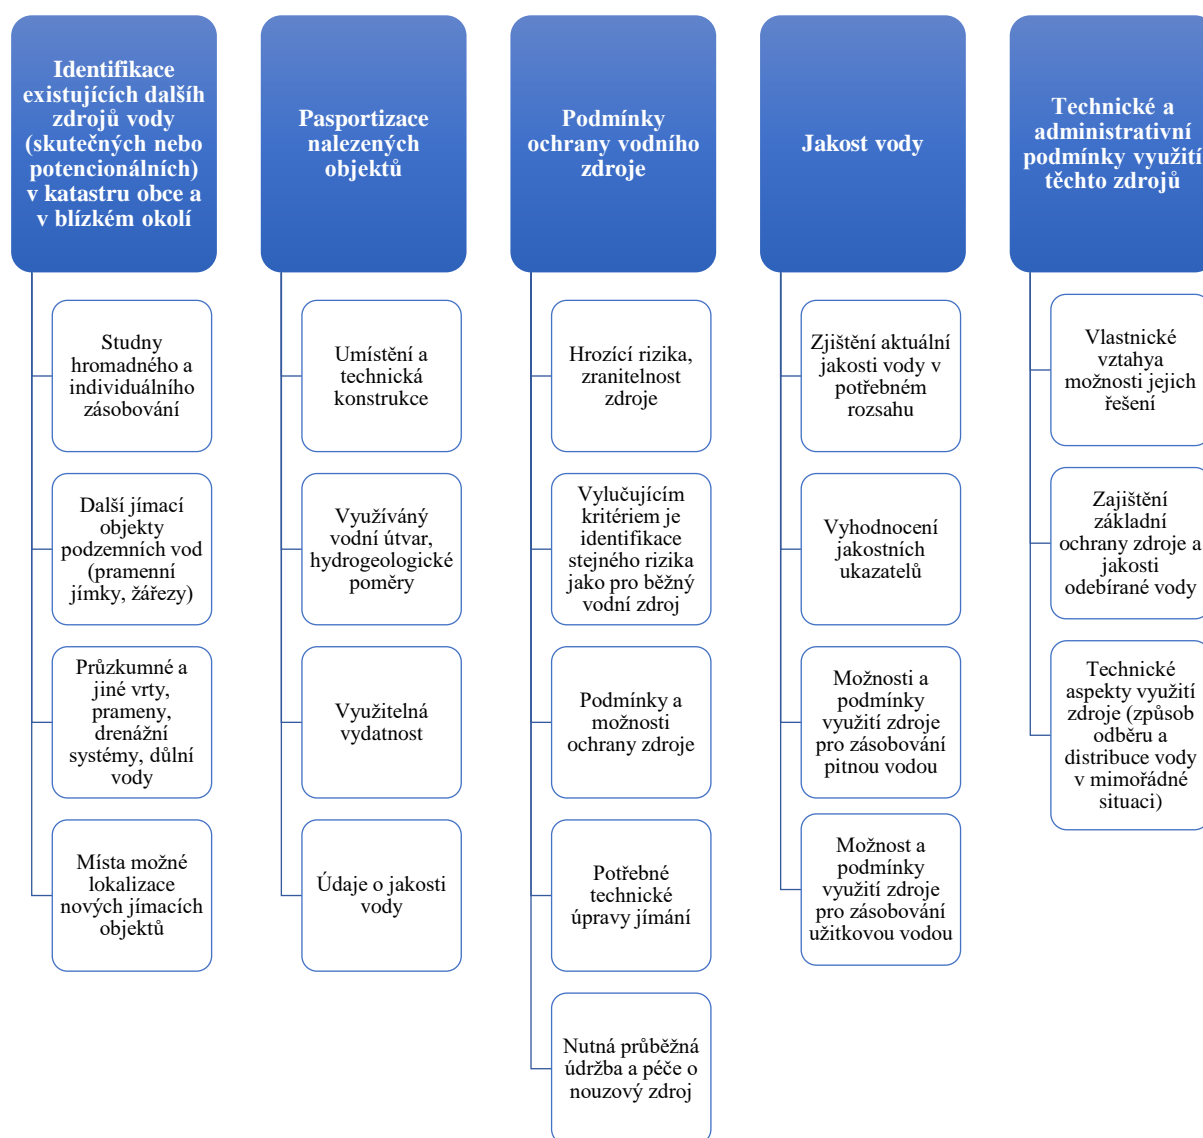 Identifikace
existujících dalšíh
zdrojů vody
(skutečných nebo
potencionálních)
v katastru obce a
v blízkém okolí
Studny
hromadného a
individuálního
zásobování
Další jímací
objekty
podzemních vod
(pramenní
jímky, žářezy)
Průzkumné a
jiné vrty,
prameny,
drenážní
systémy, důlní
vody
Místa možné
lokalizace
nových jímacích
objektů
Pasportizace
nalezených
objektů
Umístění a
technická
konstrukce
Využíváný
vodní útvar,
hydrogeologické
poměry
Využitelná
vydatnost
Údaje o jakosti
vody
Podmínky
ochrany vodního
zdroje
Hrozící rizika,
zranitelnost
zdroje
Vylučujícím
kritériem je
identifikace
stejného rizika
jako pro běžný
vodní zdroj
Podmínky a
možnosti
ochrany zdroje
Potřebné
technické
úpravy jímání
Nutná průběžná
údržba a péče o
nouzový zdroj
Jakost vody
Zjištění aktuální
jakosti vody v
potřebném
rozsahu
Vyhodnocení
jakostních
ukazatelů
Možnosti a
podmínky
využití zdroje
pro zásobování
pitnou vodou
Možnost a
podmínky
využití zdroje
pro zásobování
užitkovou vodou
Technické a
administrativní
podmínky využití
těchto zdrojů
Vlastnické
vztahya
možnosti jejich
řešení
Zajištění
základní
ochrany zdroje a
jakosti
odebírané vody
Technické
aspekty využití
zdroje (způsob
odběru a
distribuce vody
v mimořádné
situaci)